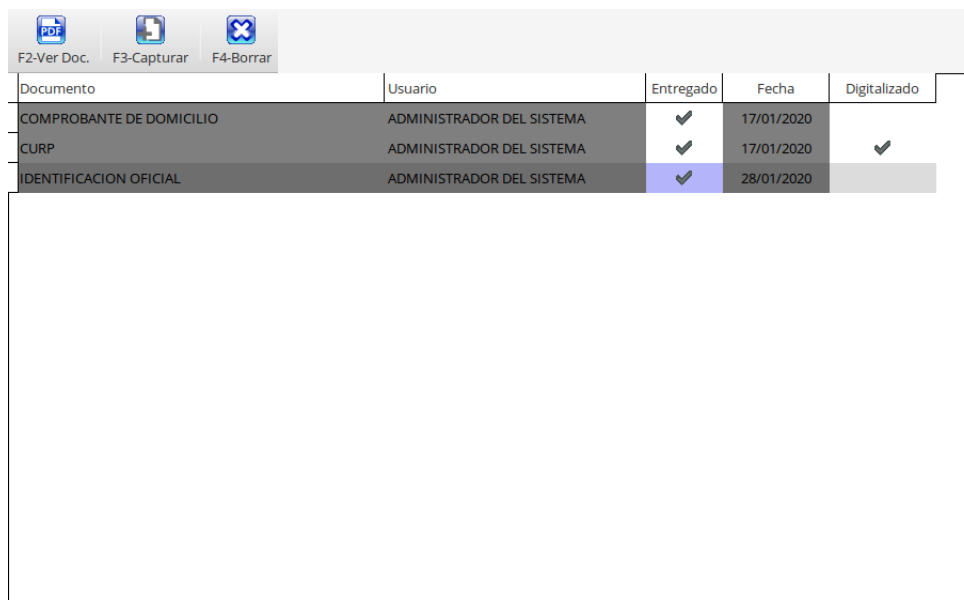 PDF
F2-Ver Doc. F3-Capturar F4-Borrar
Documento Usuario Entregado Fecha Digitalizado
COMPROBANTE DE DOMICILIO ADMINISTRADOR DEL SISTEMA 17/01/2020
CURP ADMINISTRADOR DEL SISTEMA 17/01/2020
IDENTIFICACION OFICIAL ADMINISTRADOR DEL SISTEMA 28/01/2020